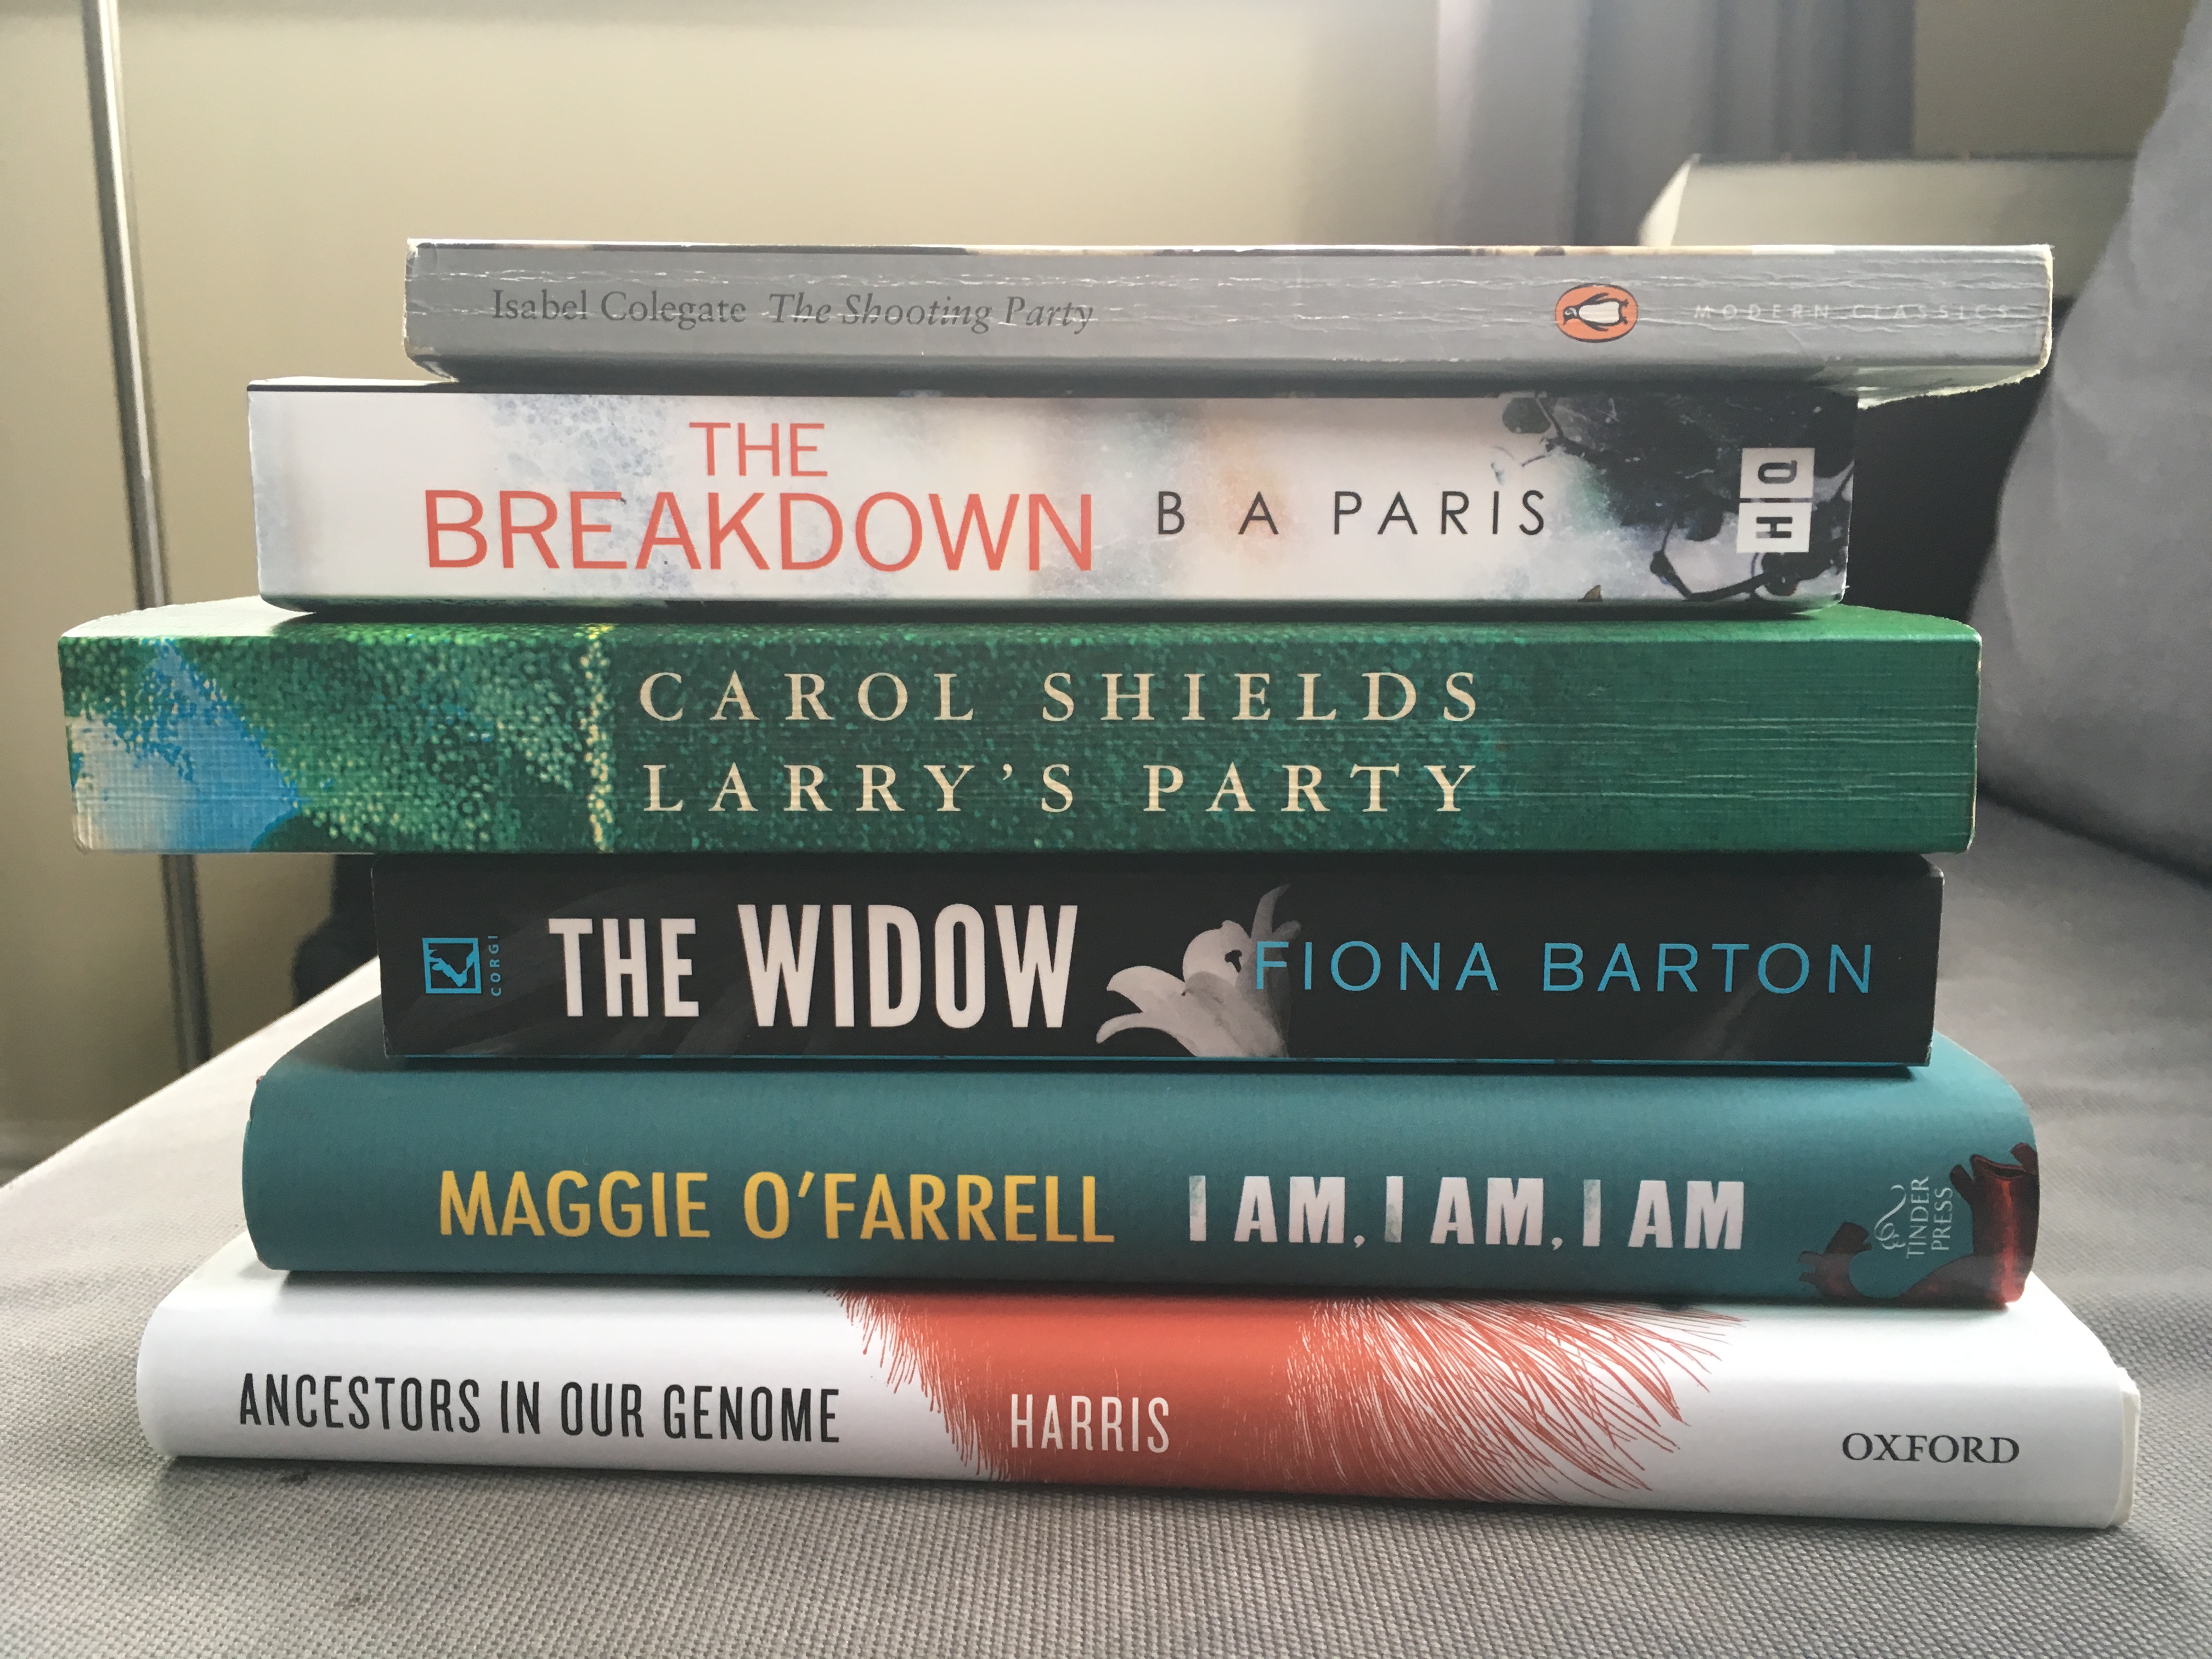 Isabel Colegate The Shooting Party MODERN CLASSICS
THE
BREAKDOWN B A PARIS QH
CAROL SHIELDS
LARRY'S PARTY
CORGI THE WIDOW FIONA BARTON
MAGGIE O'FARRELL I AM, I AM, I AM TINDER
PRESS
ANCESTORS IN OUR GENOME HARRIS OXFORD